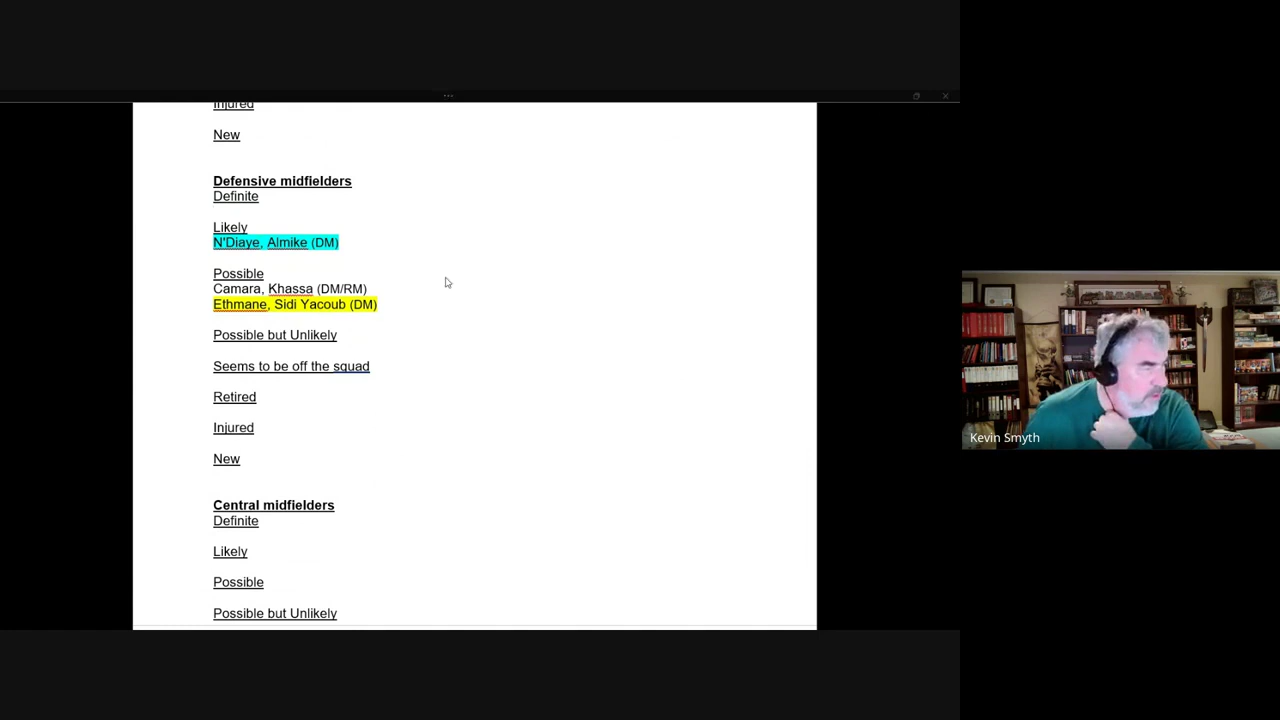 Injured
New
Defensive midfielders
Definite
Likely
N'Diaye, Almike (DM)
Possible
Camara, Khassa (DM/RM)
Ethmane, Sidi Yacoub (DM)
Possible but Unlikely
Seems to be off the squad
Retired
Injured
New
Central midfielders
Definite
Likely
Possible
Possible but Unlikely
Kevin Smyth